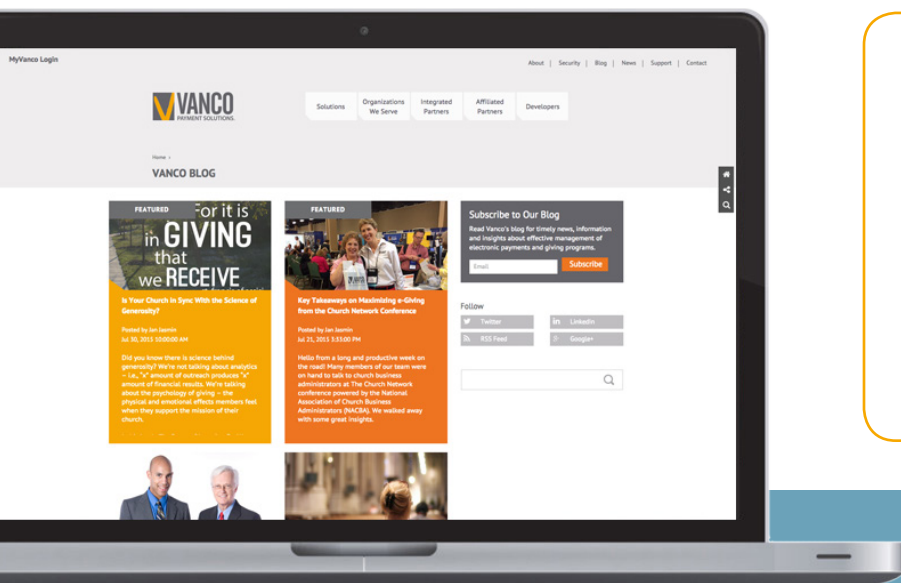 MyVanco Login
About | Security | Blog | News | Support | Contact
VANCO
PAYMENT SOLUTIONS.
Solutions
Organizations
We Serve
Integrated
Partners
Affiliated
Partners
Developers
Home ›
VANCO BLOG
FEATURED
For it is
in GIVING
that
we RECEIVE
Is Your Church in Sync With the Science of
Generosity?
Posted by Jan Jasmin
Jul 30, 2015 10:00:00 AM
Did you know there is science behind
generosity? We're not talking about analytics
– i.e., "x" amount of outreach produces "x"
amount of financial results. We're talking
about the psychology of giving – the
physical and emotional effects members feel
when they support the mission of their
church.
FEATURED
VANCO
Key Takeaways on Maximizing e-Giving
from the Church Network Conference
Posted by Jan Jasmin
Jul 21, 2015 3:33:00 PM
Hello from a long and productive week on
the road! Many members of our team were
on hand to talk to church business
administrators at The Church Network
conference powered by the National
Association of Church Business
Administrators (NACBA). We walked away
with some great insights.
Subscribe to Our Blog
Read Vanco's blog for timely news, information
and insights about effective management of
electronic payments and giving programs.
Email
Subscribe
Follow
Twitter
in LinkedIn
RSS Feed
Google+